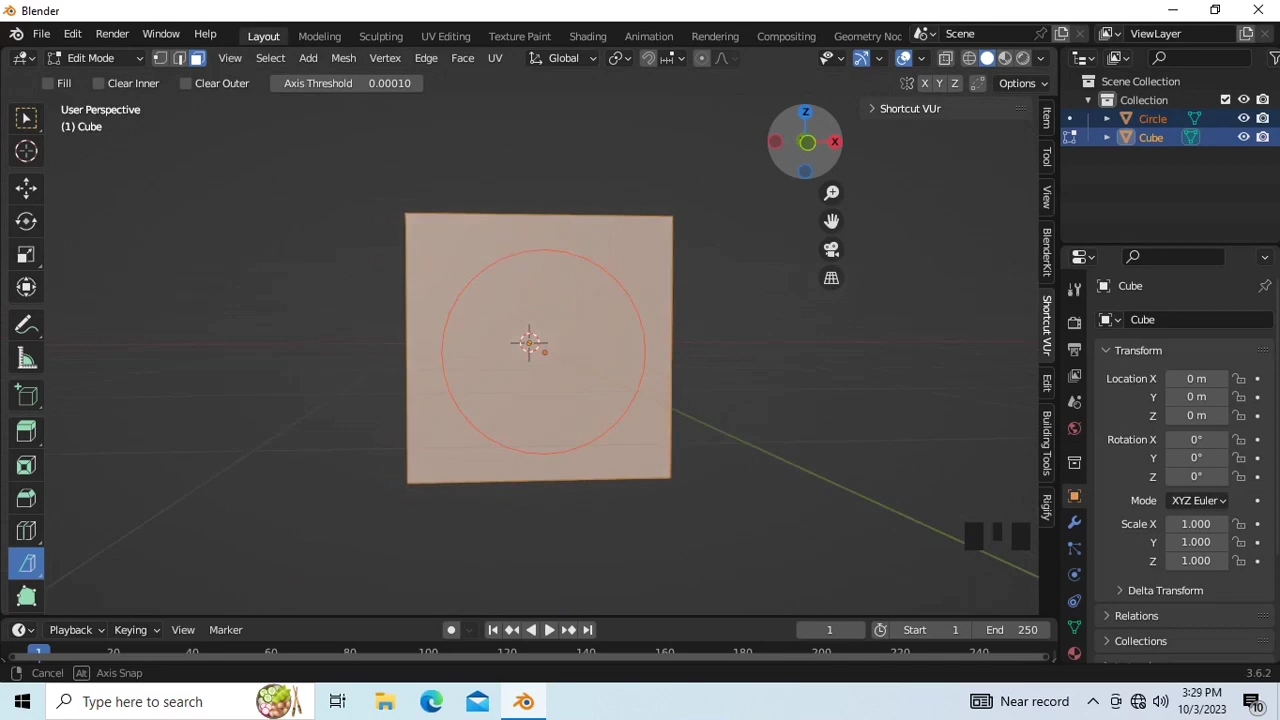 Blender
File Edit Render Window Help Layout Modeling Sculpting UV Editing Texture Paint Shading Animation Rendering Compositing Geometry Noc Scene ViewLayer
Edit Mode View Select Add Mesh Vertex Edge Face UV Global
Fill Clear Inner Clear Outer Axis Threshold 0.00010 X Y Z Options
User Perspective
(1) Cube
Z
X
Shortcut VUr
Item
Tool
View
BlenderKit
Shortcut VUr
Edit
Building Tools
Rigify
Scene Collection
Collection
Circle
Cube
Cube
Cube
Transform
Location X 0 m
Y 0 m
Z 0 m
Rotation X 0°
Y 0°
Z 0°
Mode XYZ Euler
Scale X 1.000
Y 1.000
Z 1.000
Delta Transform
Relations
Collections
Playback Keying View Marker 1 Start 1 End 250
1 20 40 60 80 100 120 140 160 180 200 220 240
Cancel Alt Axis Snap 3.6.2
Type here to search Near record 3:29 PM
10/3/2023 10